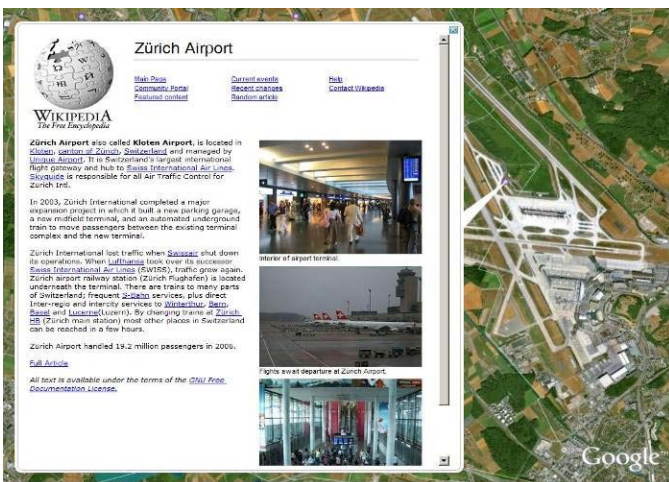 Zürich Airport
Main Page
Current events
Help
Community Portal
Recent changes
Contact Wikipedia
Featured content
Random article
WIKIPEDIA
The Free Encyclopedia
Zürich Airport also called Kloten Airport, is located in
Kloten, canton of Zürich, Switzerland and managed by
Unique Airport. It is Switzerland's largest international
flight gateway and hub to Swiss International Air Lines.
Skyguide is responsible for all Air Traffic Control for
Zurich Intl.
In 2003, Zürich International completed a major
expansion project in which it built a new parking garage,
a new midfield terminal, and an automated underground
train to move passengers between the existing terminal
complex and the new terminal.
Zürich International lost traffic when Swissair shut down
its operations. When Lufthansa took over its successor
Swiss International Air Lines (SWISS), traffic grew again.
Zürich airport railway station (Zürich Flughafen) is located
underneath the terminal. There are trains to many parts
of Switzerland; frequent S-Bahn services, plus direct
Inter-regio and intercity services to Winterthur, Bern,
Basel and Lucerne(Luzern). By changing trains at Zürich
HB (Zürich main station) most other places in Switzerland
can be reached in a few hours.
Zürich Airport handled 19.2 million passengers in 2006.
Full Article
All text is available under the terms of the GNU Free
Documentation License.
Interior of airport terminal.
Flights await departure at Zürich Airport.
Google